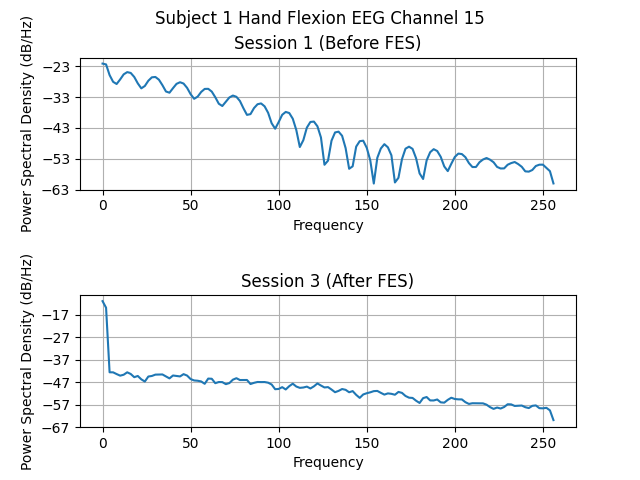 Subject 1 Hand Flexion EEG Channel 15
Session 1 (Before FES)
Power Spectral Density (dB/Hz)
−23
−33
−43
−53
−63
0 50 100 150 200 250
Frequency
Session 3 (After FES)
Power Spectral Density (dB/Hz)
−17
−27
−37
−47
−57
−67
0 50 100 150 200 250
Frequency